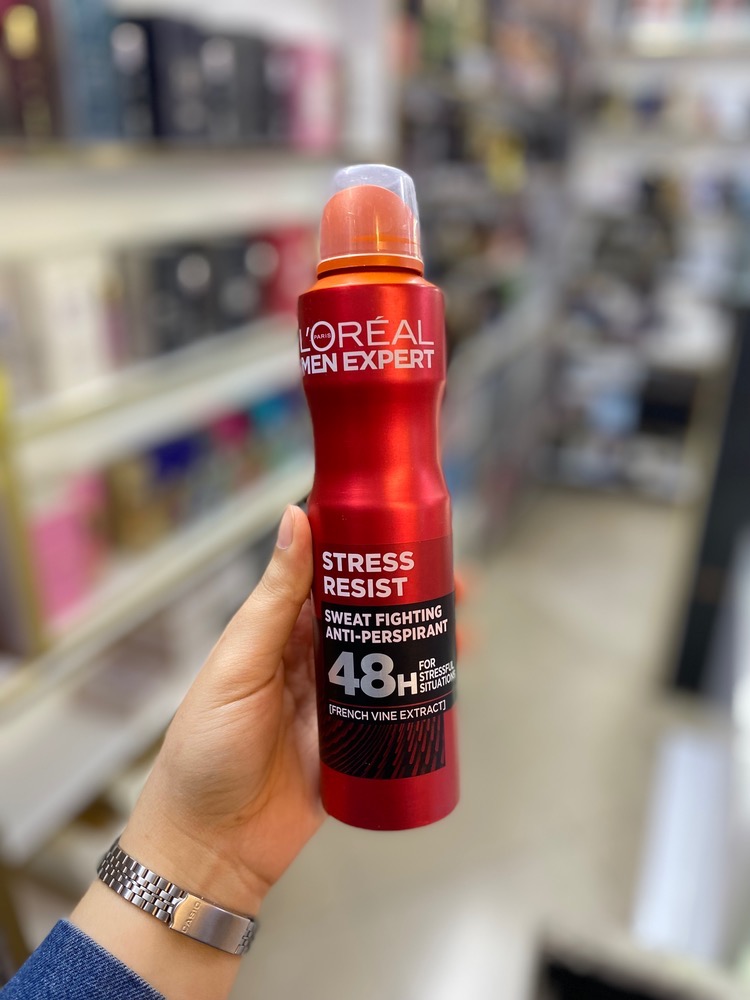 L'ORÉAL
PARIS
MEN EXPERT
STRESS
RESIST
SWEAT FIGHTING
ANTI-PERSPIRANT
48H
FOR
STRESSFUL
SITUATIONS
[FRENCH VINE EXTRACT]
CASIO